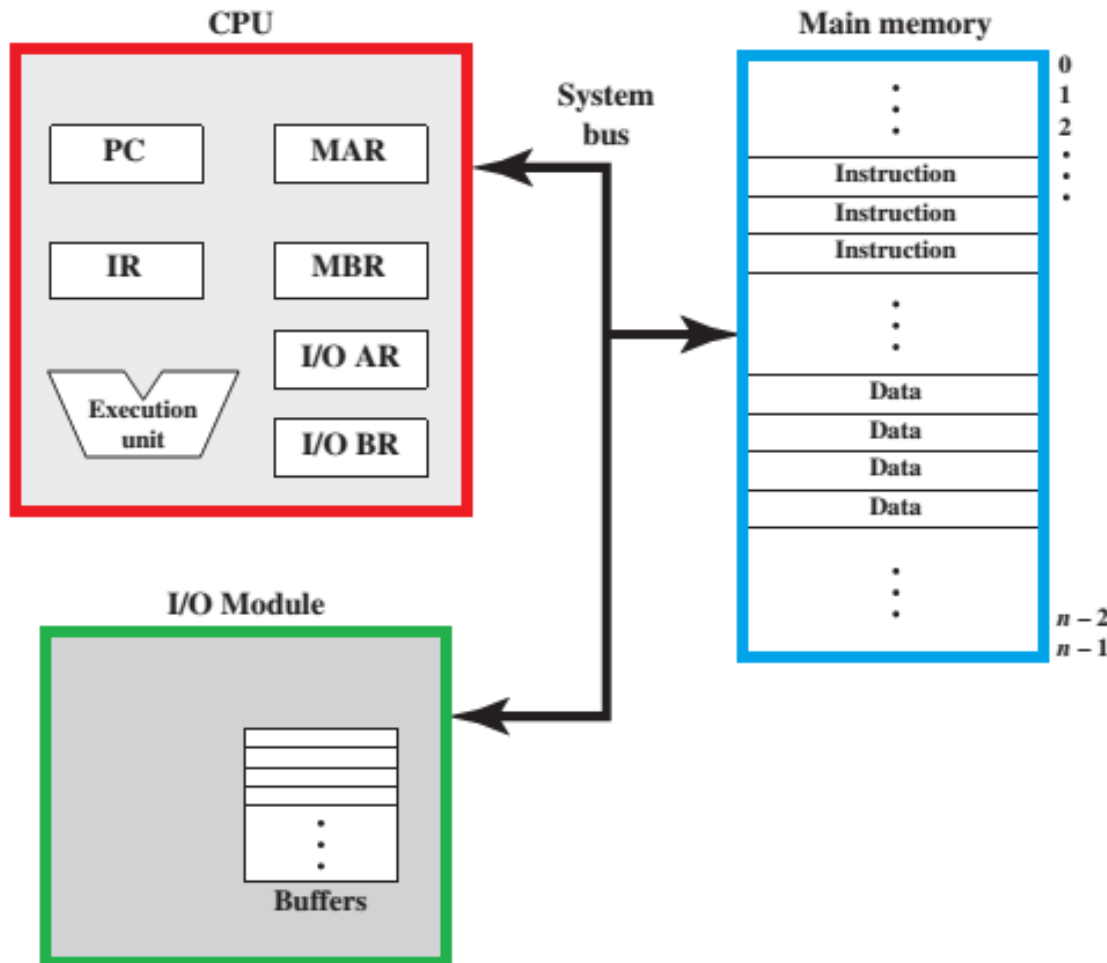 CPU
PC
MAR
IR
MBR
I/O AR
Execution
unit
I/O BR
System
bus
Main memory
0
1
2
Instruction
Instruction
Instruction
Data
Data
Data
Data
n – 2
n – 1
I/O Module
Buffers